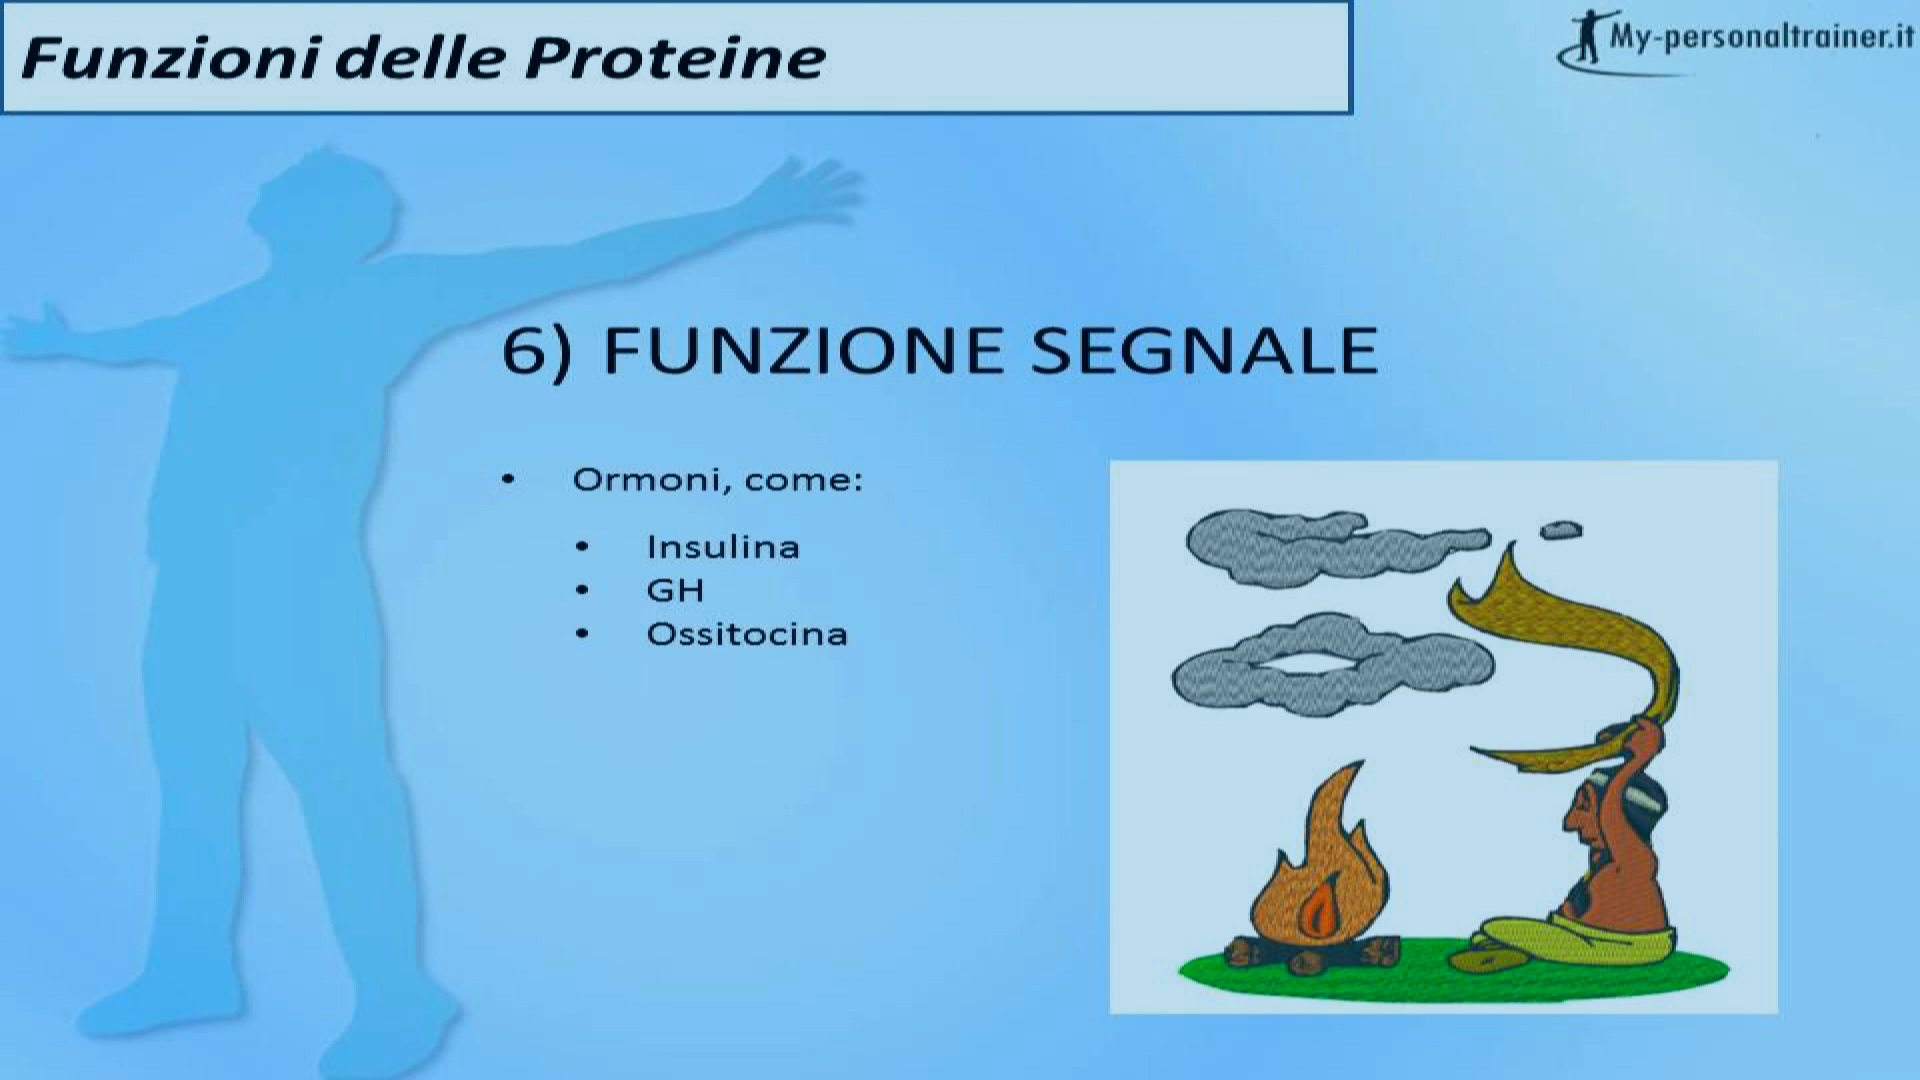 Funzioni delle Proteine
My-personaltrainer.it
6) FUNZIONE SEGNALE
• Ormoni, come:
• Insulina
• GH
• Ossitocina